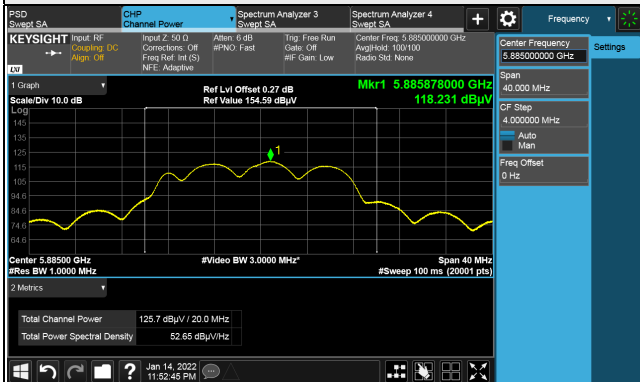 PSD
Swept SA
CHP
Channel Power
Spectrum Analyzer 3
Swept SA
Spectrum Analyzer 4
Swept SA
+
Frequency
KEYSIGHT
Input: RF
Coupling: DC
Align: Off
Input Z: 50 Ω
Corrections: Off
Freq Ref: Int (S)
NFE: Adaptive
Atten: 6 dB
#PNO: Fast
Trig: Free Run
Gate: Off
#IF Gain: Low
Center Freq: 5.885000000 GHz
Avg|Hold: 100/100
Radio Std: None
LXI
Center Frequency
5.885000000 GHz
Settings
Span
40.000 MHz
CF Step
4.000000 MHz
Auto
Man
Freq Offset
0 Hz
1 Graph
Scale/Div 10.0 dB
Ref Lvl Offset 0.27 dB
Ref Value 154.59 dBµV
Mkr1 5.885878000 GHz
118.231 dBµV
Log
145
135
125
115
105
94.6
84.6
74.6
64.6
1
Center 5.88500 GHz
#Res BW 1.0000 MHz
#Video BW 3.0000 MHz*
Span 40 MHz
#Sweep 100 ms (20001 pts)
2 Metrics
Total Channel Power 125.7 dBµV / 20.0 MHz
Total Power Spectral Density 52.65 dBµV/Hz
?
Jan 14, 2022
11:52:45 PM